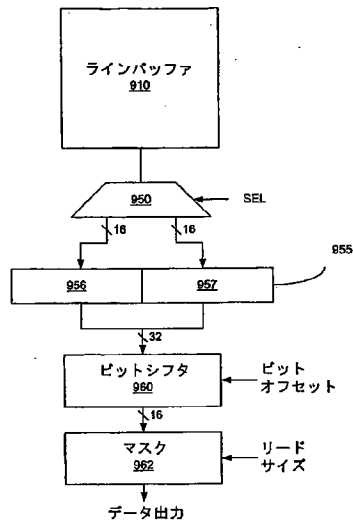 ラインバッファ
910
950
SEL
16
16
955
956
957
32
ビットシフタ
960
ビット
オフセット
16
マスク
962
リード
サイズ
データ出力